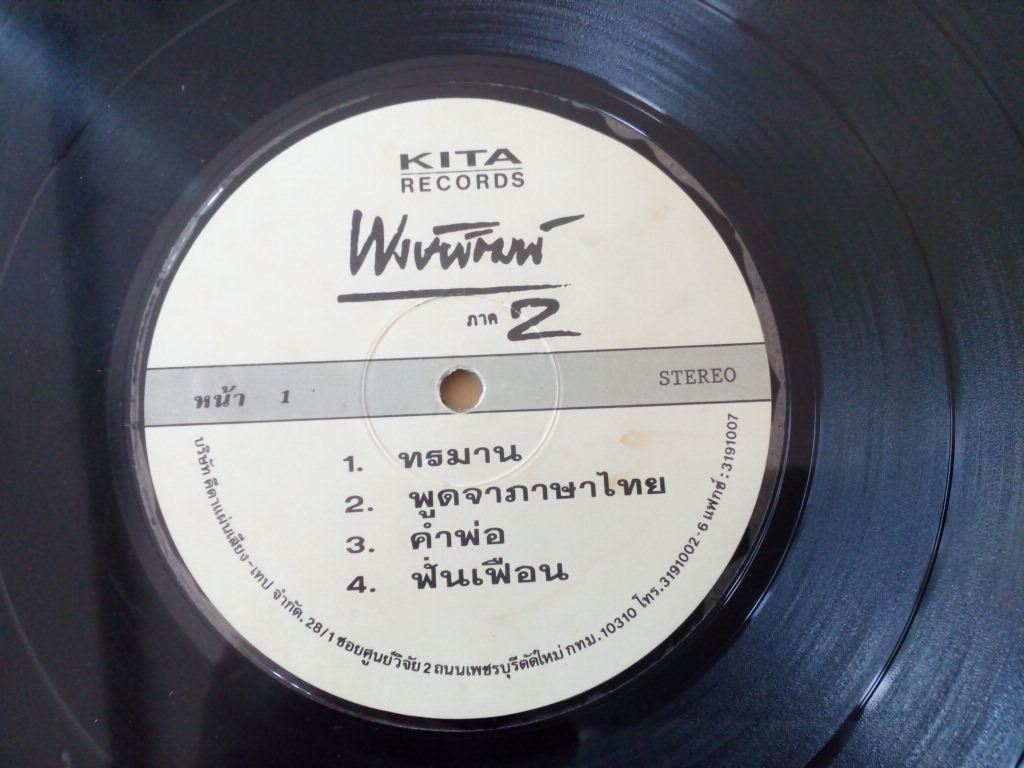 KITA
RECORDS
พงษ์พัฒน์
ภาค 2
หน้า 1
STEREO
1. ทรมาน
2. พูดจาภาษาไทย
3. คำพ่อ
4. ฟั่นเฟือน
บริษัท คีตาแผ่นเสียง-เทป จำกัด. 28/1 ซอยศูนย์วิจัย 2 ถนนเพชรบุรีตัดใหม่ กทม. 10310 โทร. 3191002-6 แฟกซ์ : 3191007